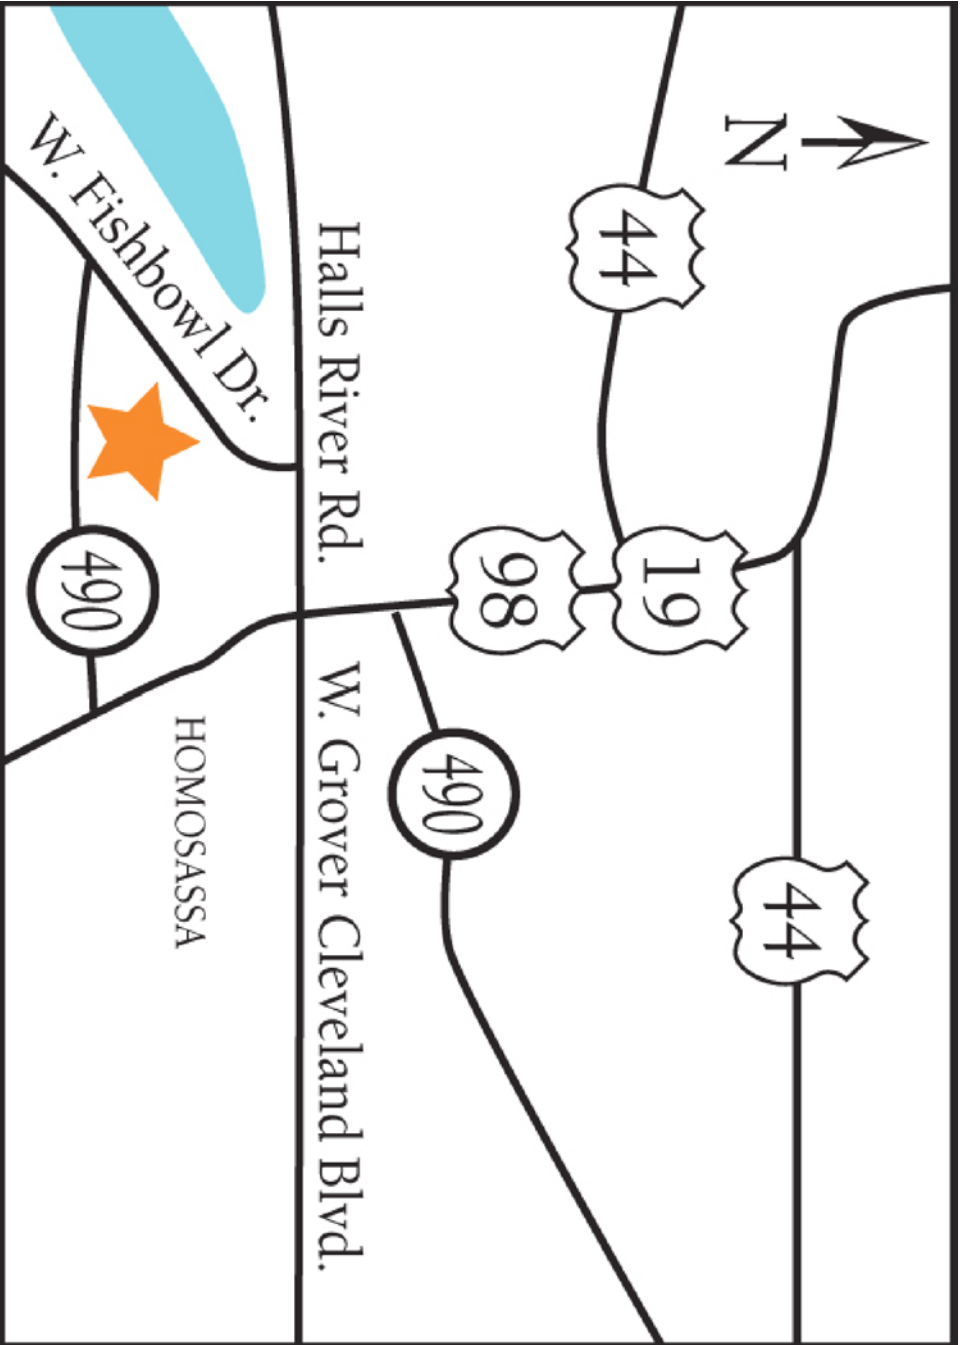 N
44
19
44
98
490
Halls River Rd.
W. Grover Cleveland Blvd.
W. Fishbowl Dr.
HOMOSASSA
490